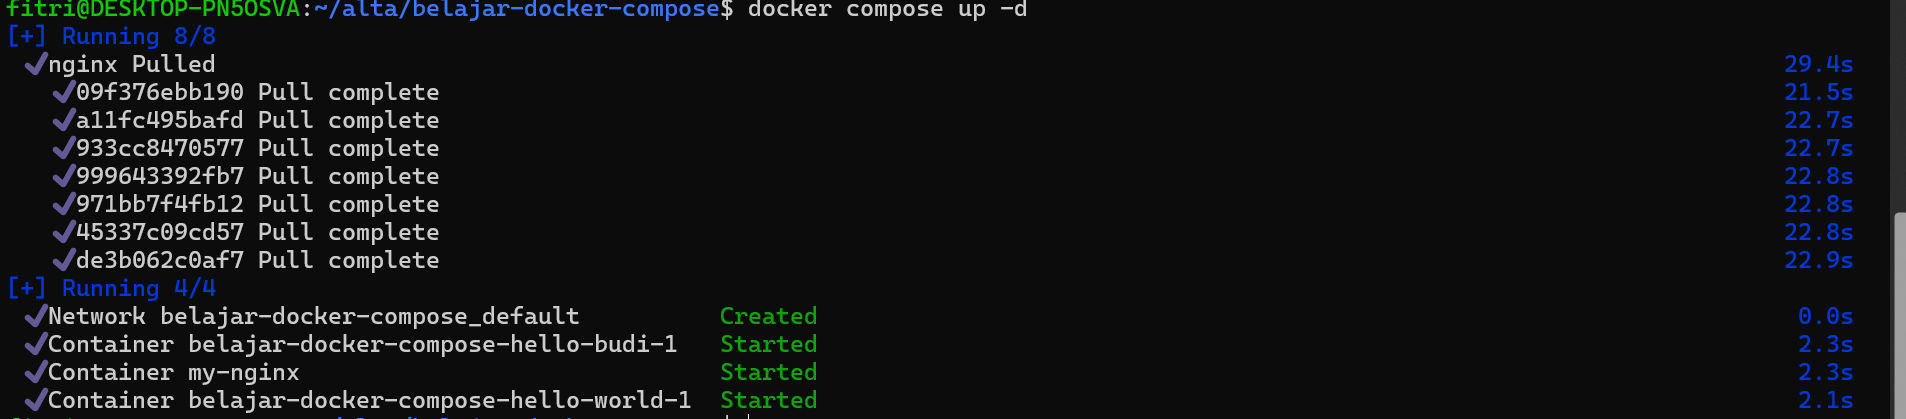 fitri@DESKTOP-PN5OSVA:~/alta/belajar-docker-compose$ docker compose up -d
[+] Running 8/8
✔nginx Pulled 29.4s
✔09f376ebb190 Pull complete 21.5s
✔a11fc495bafd Pull complete 22.7s
✔933cc8470577 Pull complete 22.7s
✔999643392fb7 Pull complete 22.8s
✔971bb7f4fb12 Pull complete 22.8s
✔45337c09cd57 Pull complete 22.8s
✔de3b062c0af7 Pull complete 22.9s
[+] Running 4/4
✔Network belajar-docker-compose_default Created 0.0s
✔Container belajar-docker-compose-hello-budi-1 Started 2.3s
✔Container my-nginx Started 2.3s
✔Container belajar-docker-compose-hello-world-1 Started 2.1s